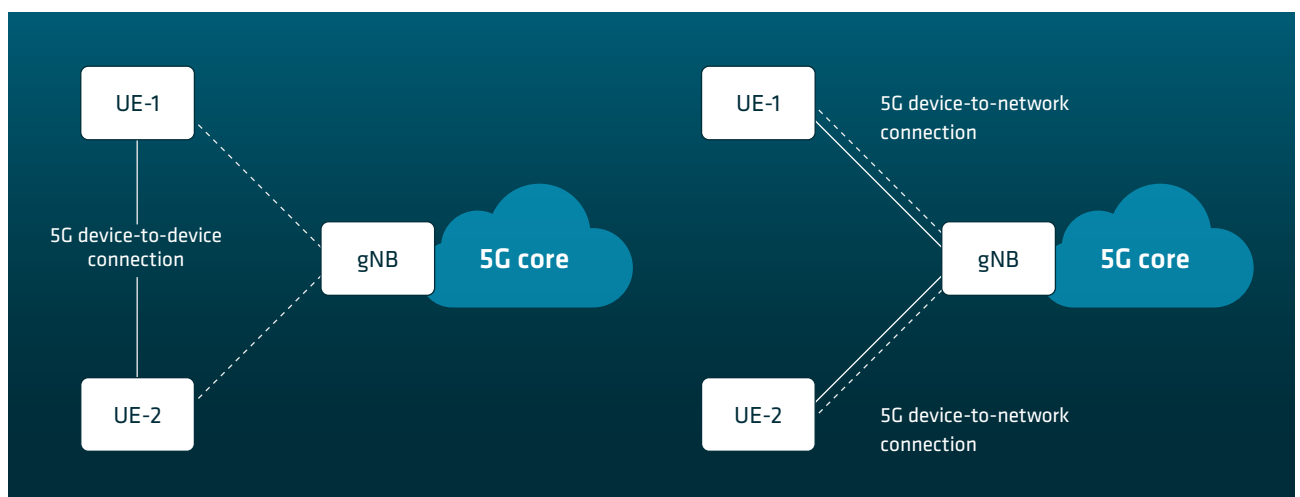 UE-1
5G device-to-device
connection
UE-2
gNB
5G core
UE-1
5G device-to-network
connection
gNB
5G core
UE-2
5G device-to-network
connection